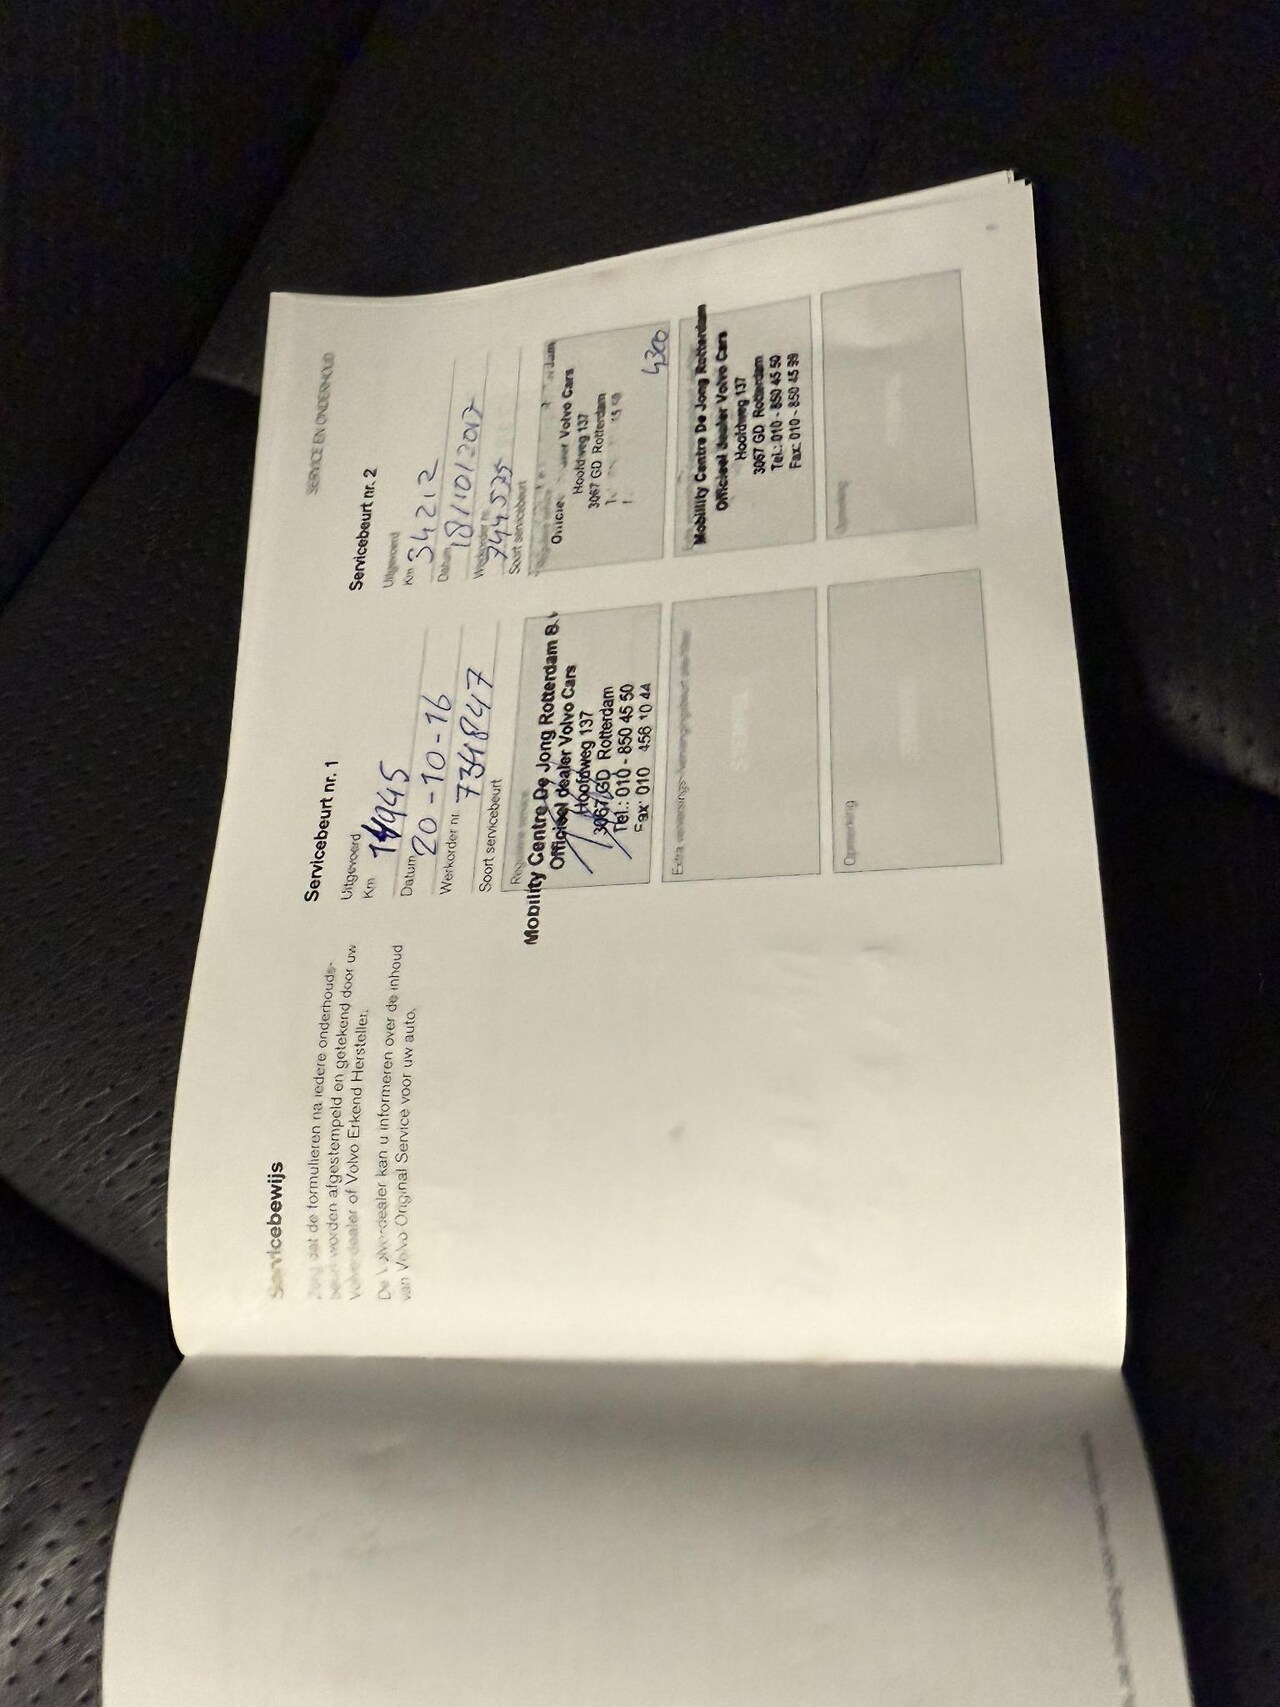 SERVICE EN ONDERHOUD
Servicebewijs
Zorg dat de formulieren na iedere onderhouds-
beurt worden afgestempeld en getekend door uw
Volvo-dealer of Volvo Erkend Hersteller.
De Volvo-dealer kan u informeren over de inhoud
van Volvo Original Service voor uw auto.
Servicebeurt nr. 1
Uitgevoerd
Km
Datum 20-10-16
Werkorder nr. 7341847
Soort servicebeurt
Mobility Centre De Jong Rotterdam B.V
Officieel dealer Volvo Cars
Hoofdweg 137
3067 GD Rotterdam
Tel.: 010 - 850 45 50
Fax: 010 456 10 44
Extra verversings-
Opmerking
Servicebeurt nr. 2
Uitgevoerd
Km 34212
Datum 18/10/2017
Werkorder nr.
744535
Soort servicebeurt
Volvo Cars
Hoofdweg 137
3067 GD Rotterdam
4300
Mobility Centre De Jong Rotterdam
Officieel dealer Volvo Cars
Hoofdweg 137
3067 GD Rotterdam
Tel.: 010 - 850 45 50
Fax: 010 - 850 45 99
Opmerking